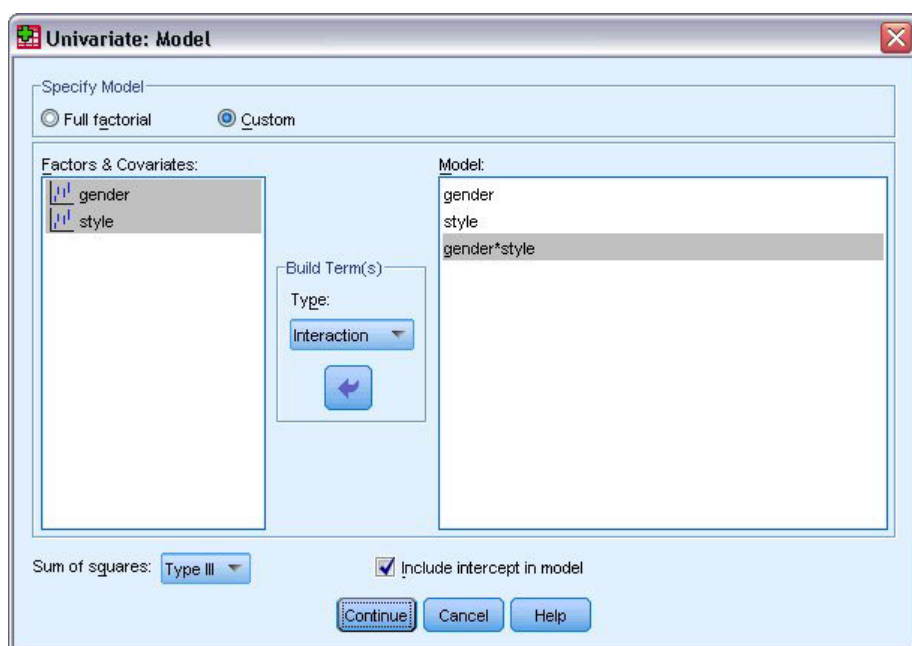 Univariate: Model
Specify Model
Full factorial
Custom
Factors & Covariates:
gender
style
Build Term(s)
Type:
Interaction
Model:
gender
style
gender*style
Sum of squares: Type III
Include intercept in model
Continue Cancel Help